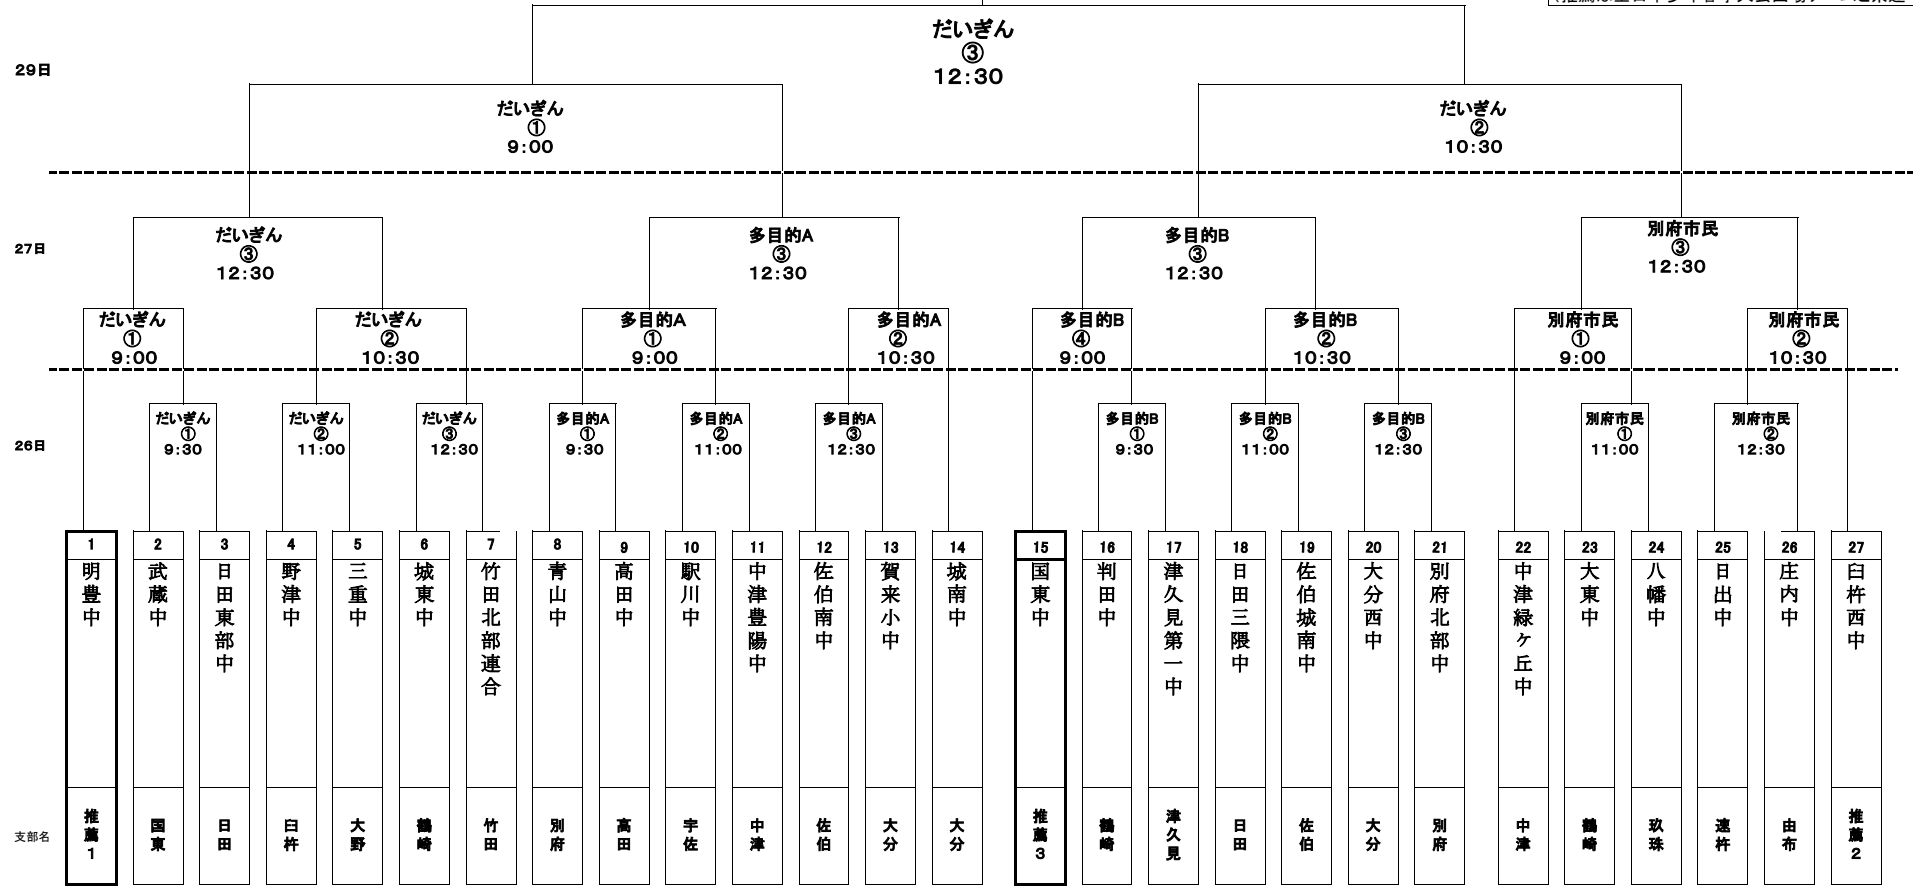 だいぎん
③
12:30
29日
だいぎん
①
9:00
だいぎん
②
10:30
27日
だいぎん
③
12:30
多目的A
③
12:30
多目的B
③
12:30
別府市民
③
12:30
だいぎん
①
9:00
だいぎん
②
10:30
多目的A
①
9:00
多目的A
②
10:30
多目的B
④
9:00
多目的B
②
10:30
別府市民
①
9:00
別府市民
②
10:30
26日
だいぎん
①
9:30
だいぎん
②
11:00
だいぎん
③
12:30
多目的A
①
9:30
多目的A
②
11:00
多目的A
③
12:30
多目的B
①
9:30
多目的B
②
11:00
多目的B
③
12:30
別府市民
①
11:00
別府市民
②
12:30
1 2 3 4 5 6 7 8 9 10 11 12 13 14 15 16 17 18 19 20 21 22 23 24 25 26 27
明豊中
武蔵中
日田東部中
野津中
三重中
城東中
竹田北部連合
青山中
高田中
駅川中
中津豊陽中
佐伯南中
賀来小中
城南中
国東中
判田中
津久見第一中
日田三隈中
佐伯城南中
大分西中
別府北部中
中津緑ヶ丘中
大東中
八幡中
日出中
庄内中
臼杵西中
支部名
推薦1
国東
日田
臼杵
大野
鶴崎
竹田
別府
高田
宇佐
中津
佐伯
大分
大分
推薦3
鶴崎
津久見
日田
佐伯
大分
別府
中津
鶴崎
玖珠
速杵
由布
推薦2